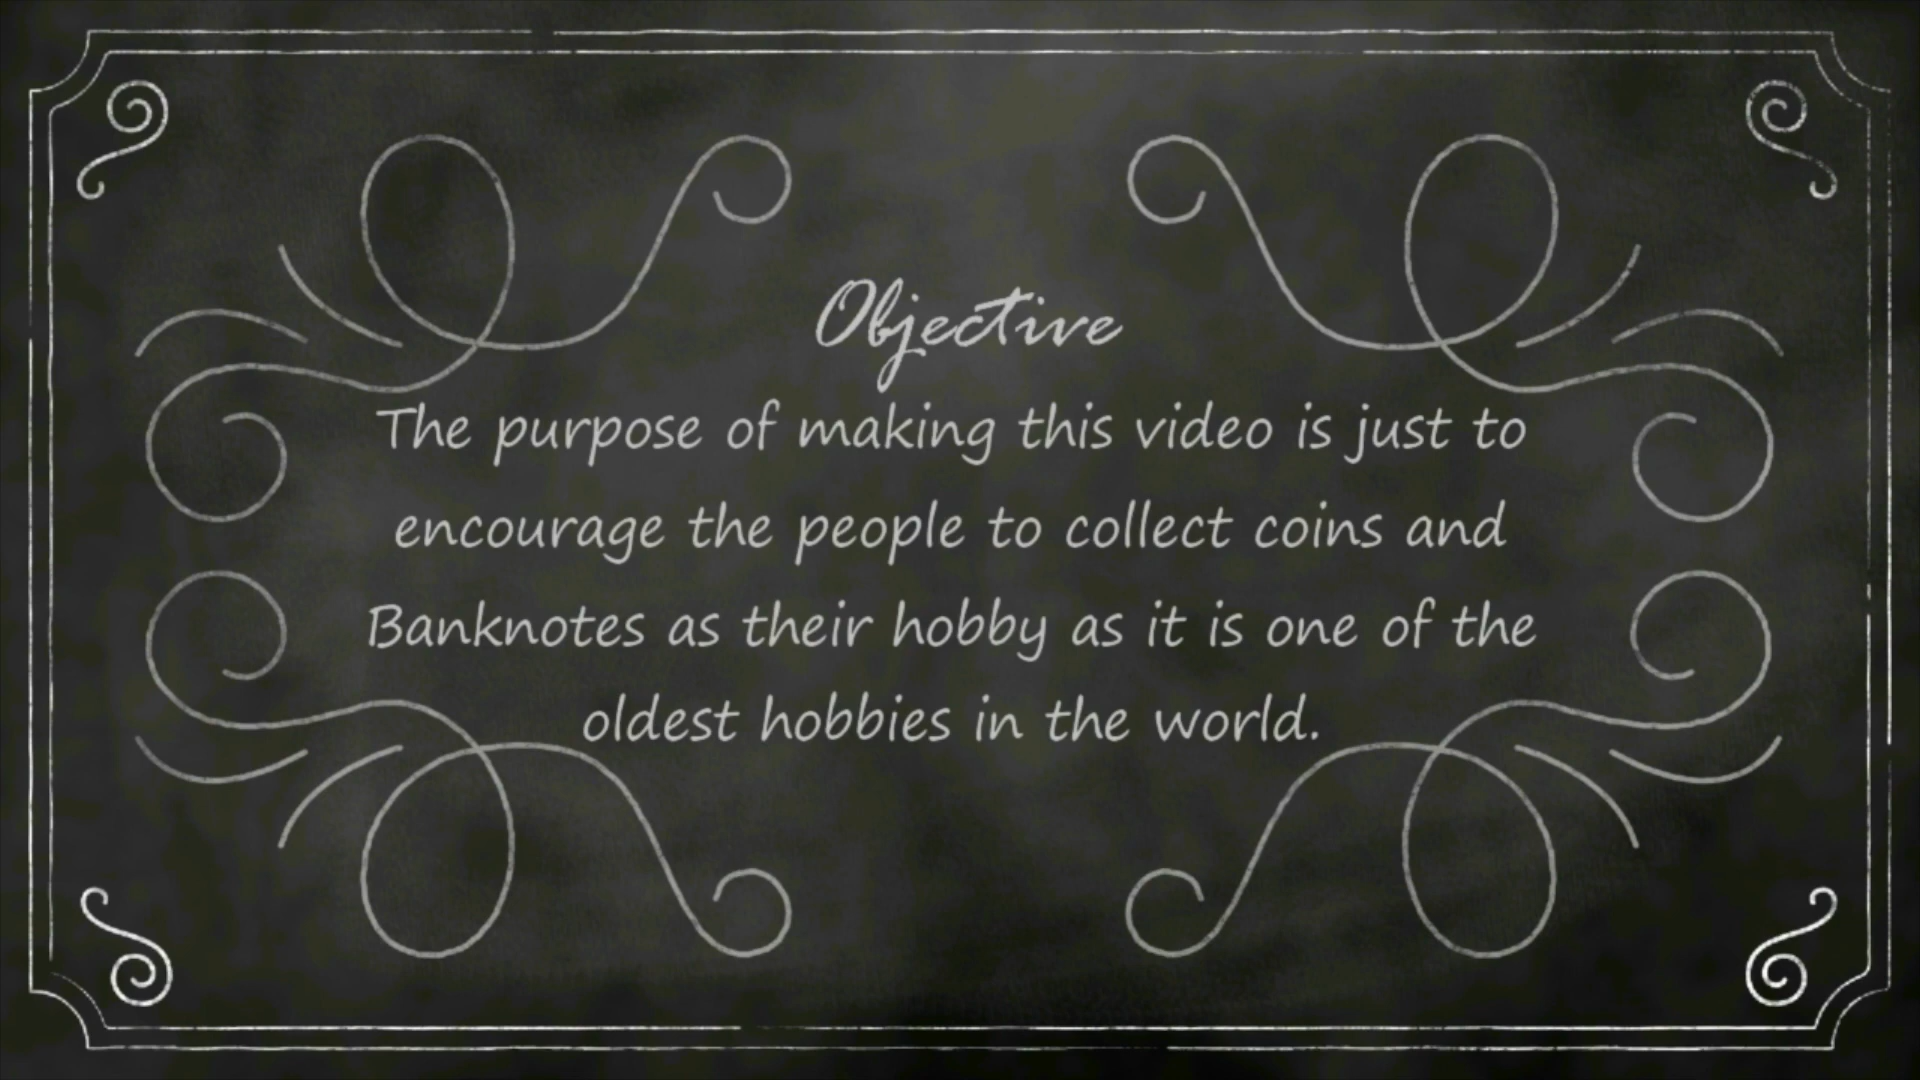 Objective
The purpose of making this video is just to
encourage the people to collect coins and
Banknotes as their hobby as it is one of the
oldest hobbies in the world.